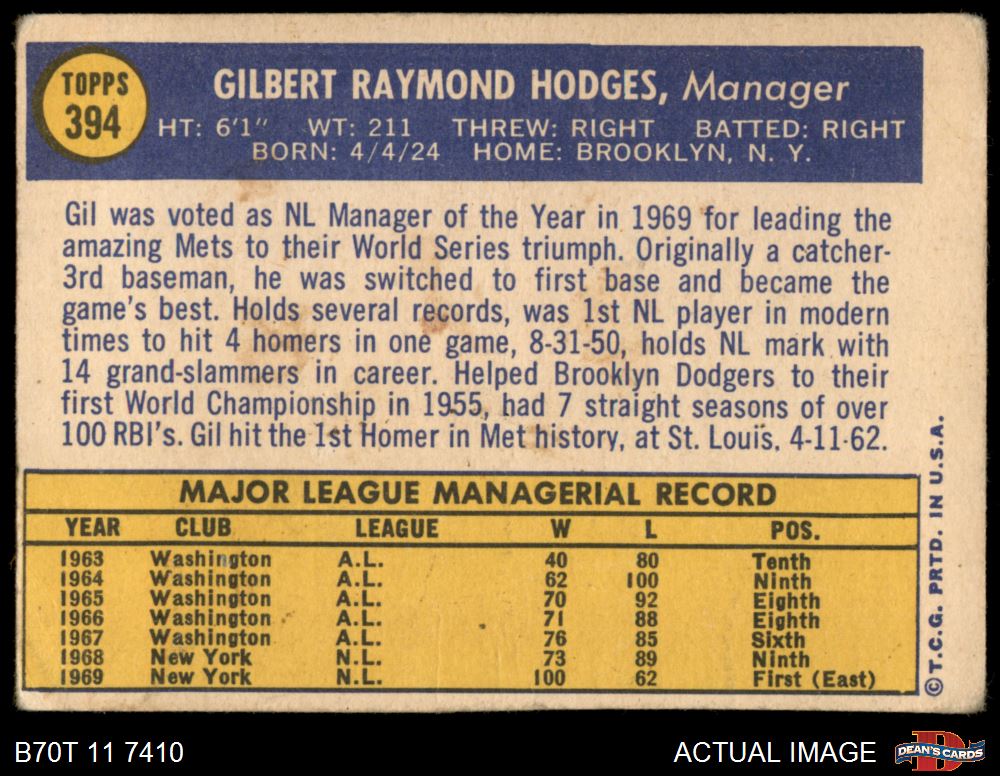 TOPPS
394
GILBERT RAYMOND HODGES, Manager
HT: 6'1" WT: 211 THREW: RIGHT BATTED: RIGHT
BORN: 4/4/24 HOME: BROOKLYN, N. Y.
Gil was voted as NL Manager of the Year in 1969 for leading the
amazing Mets to their World Series triumph. Originally a catcher-
3rd baseman, he was switched to first base and became the
game's best. Holds several records, was 1st NL player in modern
times to hit 4 homers in one game, 8-31-50, holds NL mark with
14 grand-slammers in career. Helped Brooklyn Dodgers to their
first World Championship in 1955, had 7 straight seasons of over
100 RBI's. Gil hit the 1st Homer in Met history, at St. Louis, 4-11-62.
MAJOR LEAGUE MANAGERIAL RECORD
YEAR CLUB LEAGUE W L POS.
1963 Washington A.L. 40 80 Tenth
1964 Washington A.L. 62 100 Ninth
1965 Washington A.L. 70 92 Eighth
1966 Washington A.L. 71 88 Eighth
1967 Washington A.L. 76 85 Sixth
1968 New York N.L. 73 89 Ninth
1969 New York N.L. 100 62 First (East)
© T.C.G. PRTD. IN U.S.A.
B70T 11 7410
ACTUAL IMAGE
D
DEAN'S CARDS